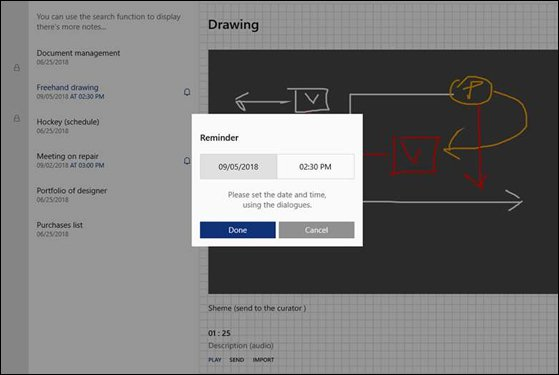 You can use the search function to display
there's more notes...
Document management
06/25/2018
Freehand drawing
09/05/2018 AT 02:30 PM
Hockey (schedule)
06/25/2018
Meeting on repair
09/02/2018 AT 03:00 PM
Portfolio of designer
06/25/2018
Purchases list
06/25/2018
Drawing
V
P
V
Reminder
09/05/2018
02:30 PM
Please set the date and time,
using the dialogues.
Done
Cancel
Sheme (send to the curator )
01 : 25
Description (audio)
PLAY SEND IMPORT